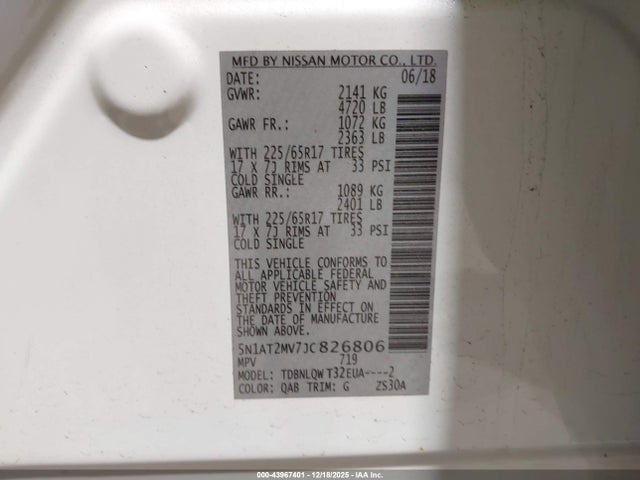 MFD BY NISSAN MOTOR CO., LTD.
DATE: 06/18
GVWR: 2141 KG
4720 LB
GAWR FR.: 1072 KG
2363 LB
WITH 225/65R17 TIRES
17 X 7J RIMS AT 33 PSI
COLD SINGLE
GAWR RR.: 1089 KG
2401 LB
WITH 225/65R17 TIRES
17 X 7J RIMS AT 33 PSI
COLD SINGLE
THIS VEHICLE CONFORMS TO
ALL APPLICABLE FEDERAL
MOTOR VEHICLE SAFETY AND
THEFT PREVENTION
STANDARDS IN EFFECT ON
THE DATE OF MANUFACTURE
SHOWN ABOVE.
5N1AT2MV7JC826806
MPV 719
MODEL: TDBNLQWT32EUA----2
COLOR: QAB TRIM: G ZS30A
000-43967401 - 12/18/2025 - IAA Inc.